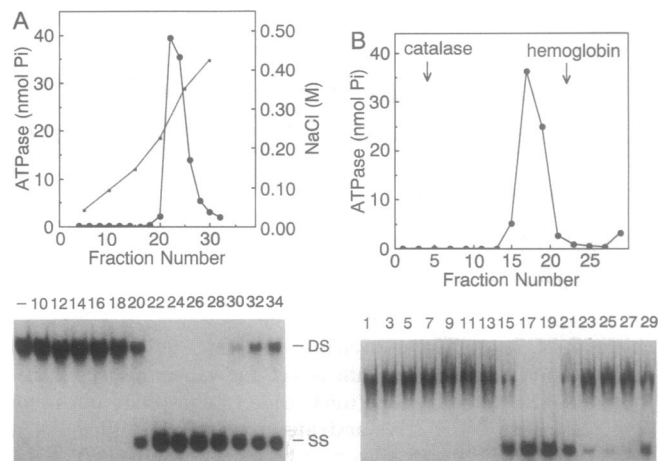 A
ATPase (nmol Pi)
40
30
20
10
0
0.50
0.40
0.30
0.20
0.10
0.00
NaCl (M)
0 10 20 30
Fraction Number
– 10 12 14 16 18 20 22 24 26 28 30 32 34
– DS
– SS
B
catalase
hemoglobin
ATPase (nmol Pi)
40
30
20
10
0
0 5 10 15 20 25
Fraction Number
1 3 5 7 9 11 13 15 17 19 21 23 25 27 29